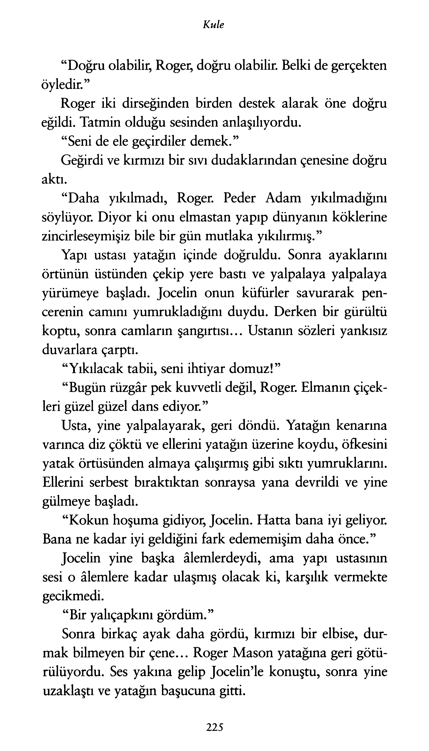 Kule
“Doğru olabilir, Roger, doğru olabilir. Belki de gerçekten
öyledir.”
Roger iki dirseğinden birden destek alarak öne doğru
eğildi. Tatmin olduğu sesinden anlaşılıyordu.
“Seni de ele geçirdiler demek.”
Geğirdi ve kırmızı bir sıvı dudaklarından çenesine doğru
aktı.
“Daha yıkılmadı, Roger. Peder Adam yıkılmadığını
söylüyor. Diyor ki onu elmastan yapıp dünyanın köklerine
zincirleseymişiz bile bir gün mutlaka yıkılırmış.”
Yapı ustası yatağın içinde doğruldu. Sonra ayaklarını
örtünün üstünden çekip yere bastı ve yalpalaya yalpalaya
yürümeye başladı. Jocelin onun küfürler savurarak pen-
cerenin camını yumrukladığını duydu. Derken bir gürültü
koptu, sonra camların şangırtısı... Ustanın sözleri yankısız
duvarlara çarptı.
“Yıkılacak tabii, seni ihtiyar domuz!”
“Bugün rüzgâr pek kuvvetli değil, Roger. Elmanın çiçek-
leri güzel güzel dans ediyor.”
Usta, yine yalpalayarak, geri döndü. Yatağın kenarına
varınca diz çöktü ve ellerini yatağın üzerine koydu, öfkesini
yatak örtüsünden almaya çalışırmış gibi sıktı yumruklarını.
Ellerini serbest bıraktıktan sonraysa yana devrildi ve yine
gülmeye başladı.
“Kokun hoşuma gidiyor, Jocelin. Hatta bana iyi geliyor.
Bana ne kadar iyi geldiğini fark edememişim daha önce.”
Jocelin yine başka âlemlerdeydi, ama yapı ustasının
sesi o âlemlere kadar ulaşmış olacak ki, karşılık vermekte
gecikmedi.
“Bir yalıçapkını gördüm.”
Sonra birkaç ayak daha gördü, kırmızı bir elbise, dur-
mak bilmeyen bir çene... Roger Mason yatağına geri götü-
rülüyordu. Ses yakına gelip Jocelin’le konuştu, sonra yine
uzaklaştı ve yatağın başucuna gitti.
225